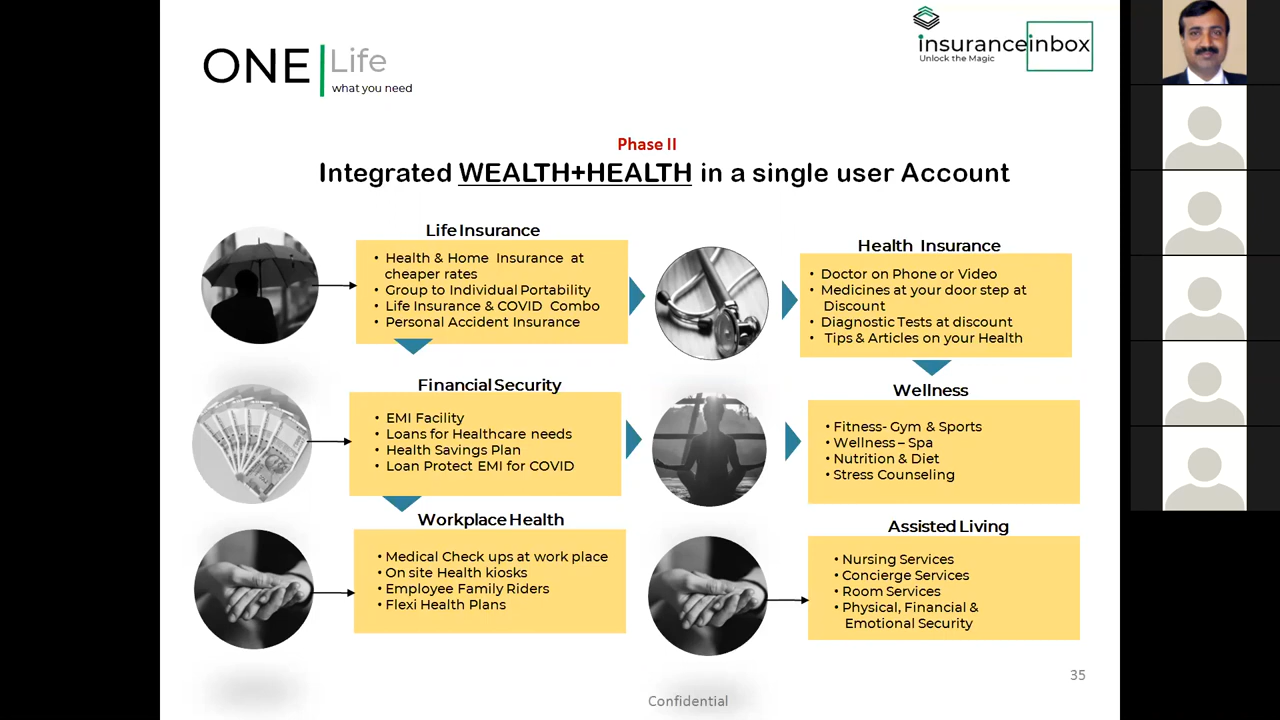 ONE Life
what you need
insuranceinbox
Unlock the Magic
Phase II
Integrated WEALTH+HEALTH in a single user Account
Life Insurance
• Health & Home Insurance at
cheaper rates
• Group to Individual Portability
• Life Insurance & COVID Combo
• Personal Accident Insurance
Health Insurance
• Doctor on Phone or Video
• Medicines at your door step at
Discount
• Diagnostic Tests at discount
• Tips & Articles on your Health
Financial Security
• EMI Facility
• Loans for Healthcare needs
• Health Savings Plan
• Loan Protect EMI for COVID
Wellness
• Fitness- Gym & Sports
• Wellness – Spa
• Nutrition & Diet
• Stress Counseling
Workplace Health
• Medical Check ups at work place
• On site Health kiosks
• Employee Family Riders
• Flexi Health Plans
Assisted Living
• Nursing Services
• Concierge Services
• Room Services
• Physical, Financial &
Emotional Security
35
Confidential